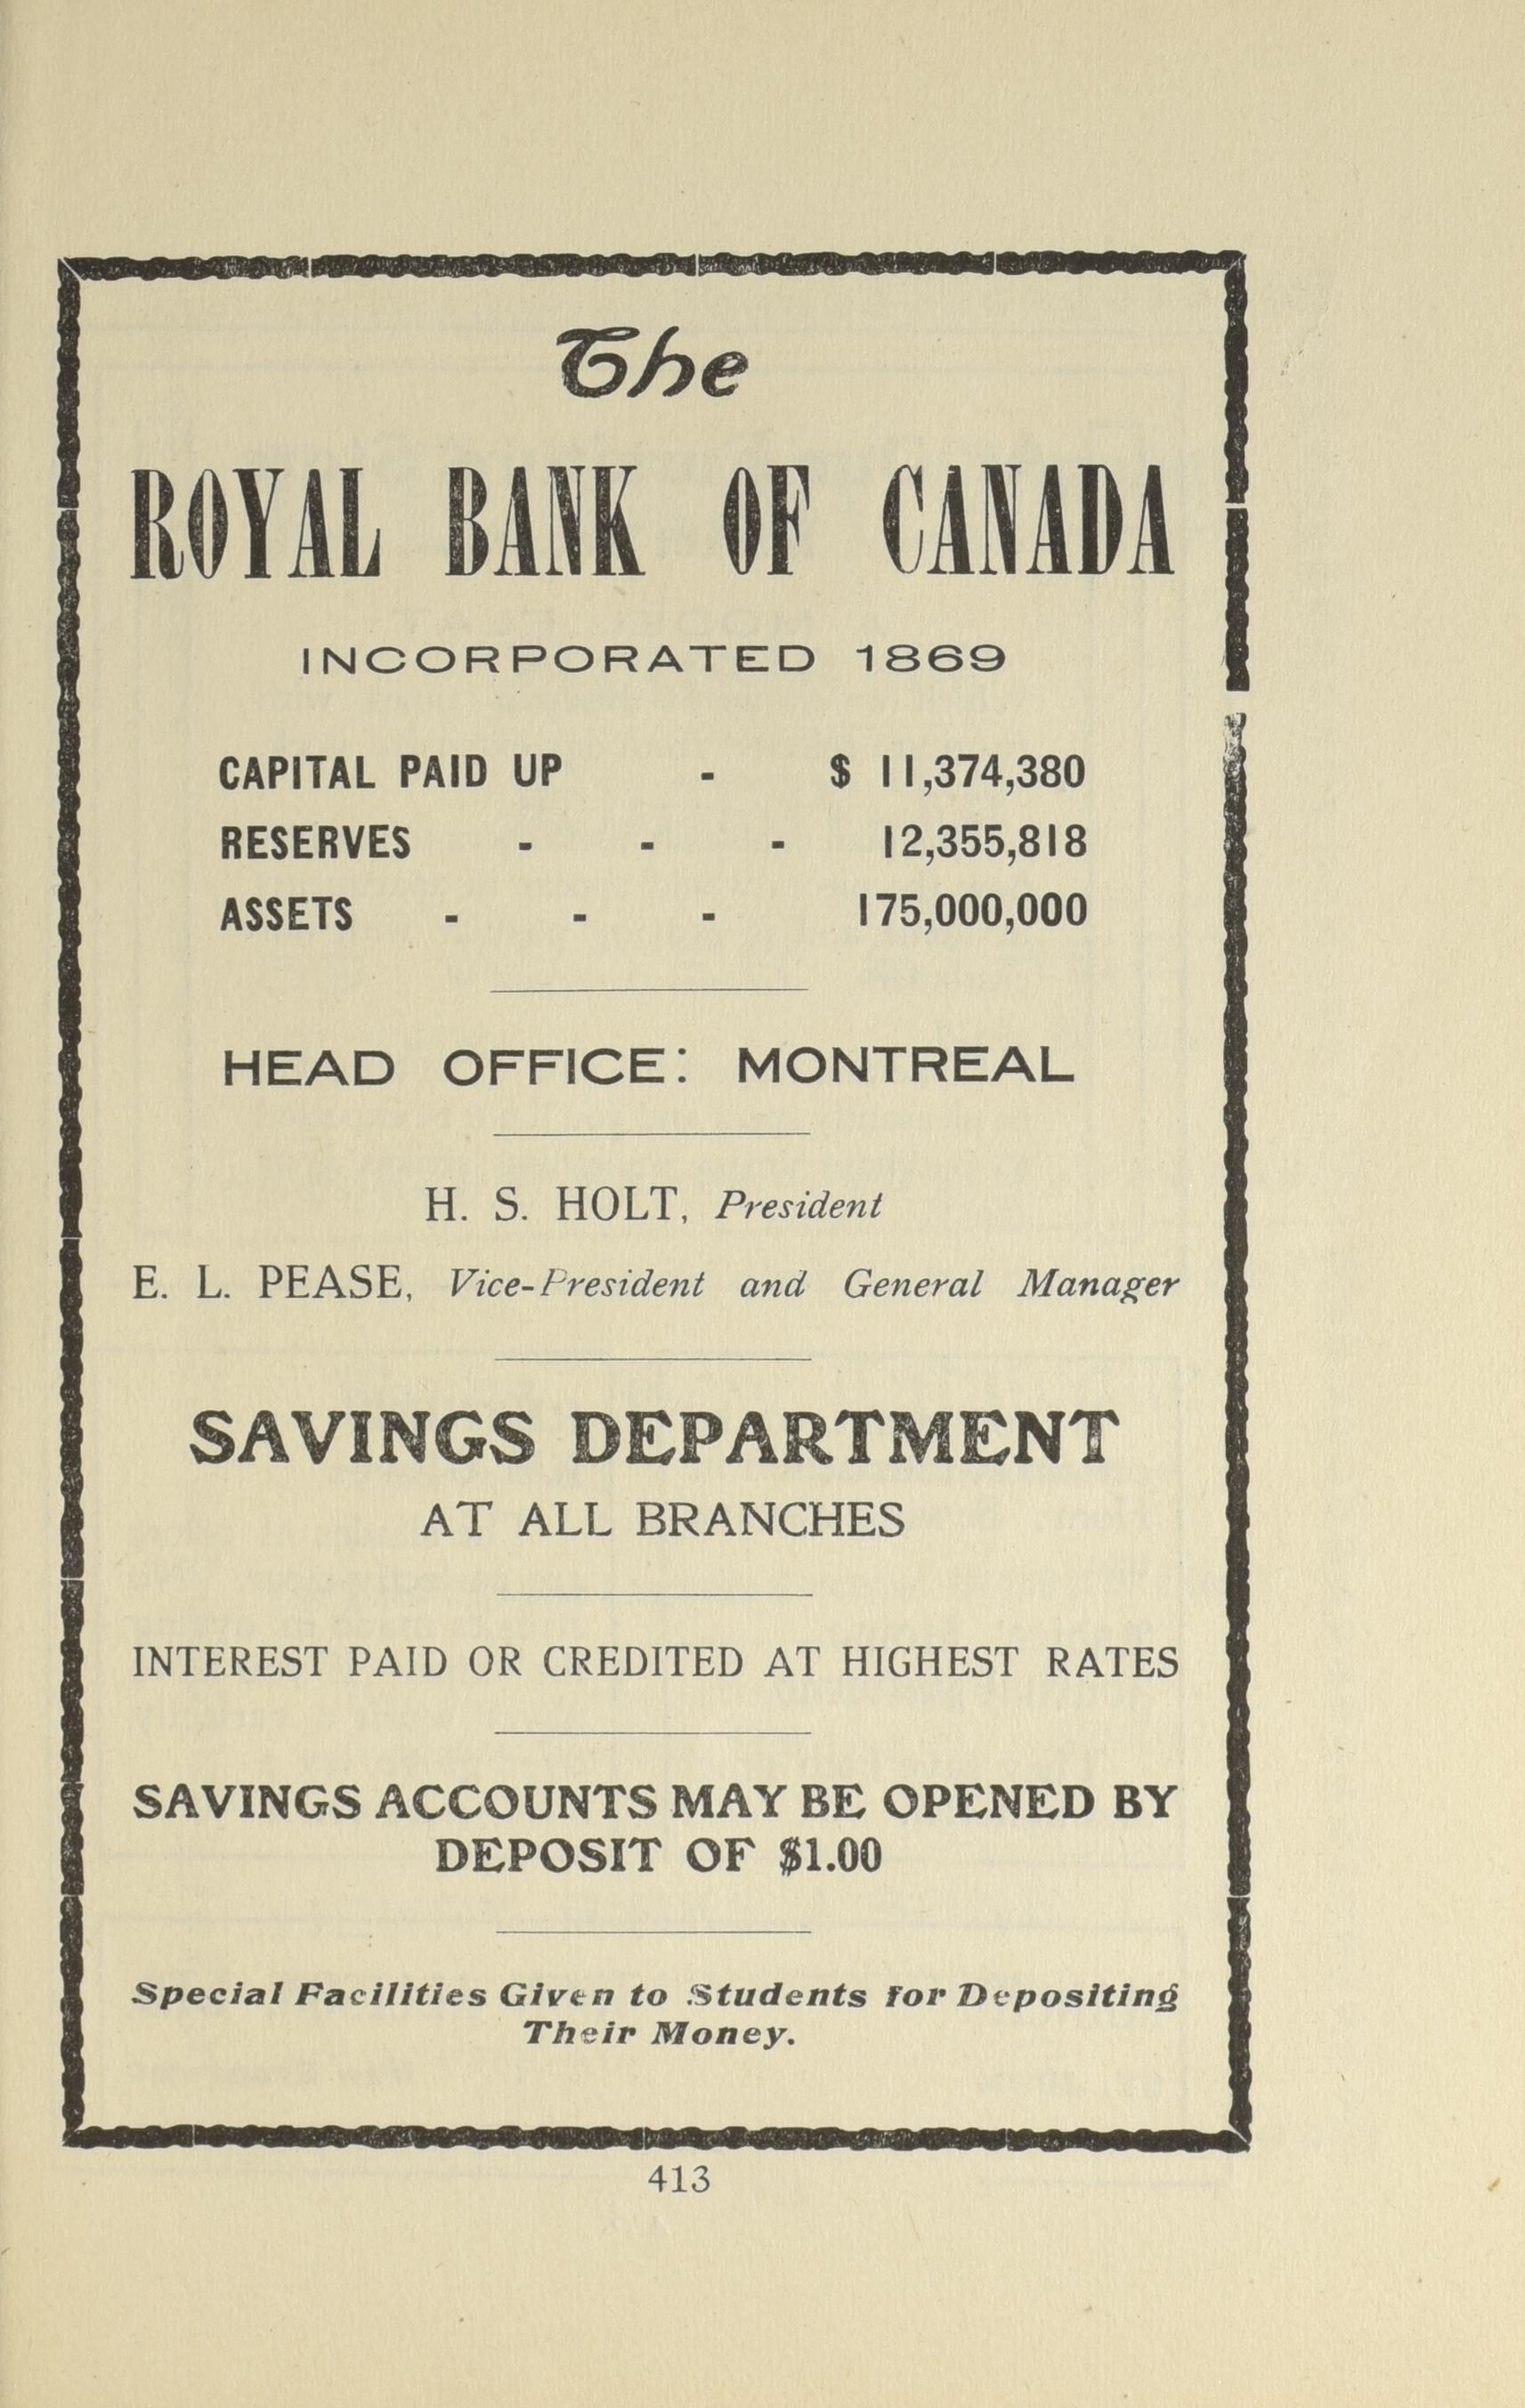 The
ROYAL BANK OF CANADA
INCORPORATED 1869
CAPITAL PAID UP - $ 11,374,380
RESERVES - - - 12,355,818
ASSETS - - - 175,000,000
HEAD OFFICE: MONTREAL
H. S. HOLT, President
E. L. PEASE, Vice-President and General Manager
SAVINGS DEPARTMENT
AT ALL BRANCHES
INTEREST PAID OR CREDITED AT HIGHEST RATES
SAVINGS ACCOUNTS MAY BE OPENED BY
DEPOSIT OF $1.00
Special Facilities Given to Students for Depositing
Their Money.
413